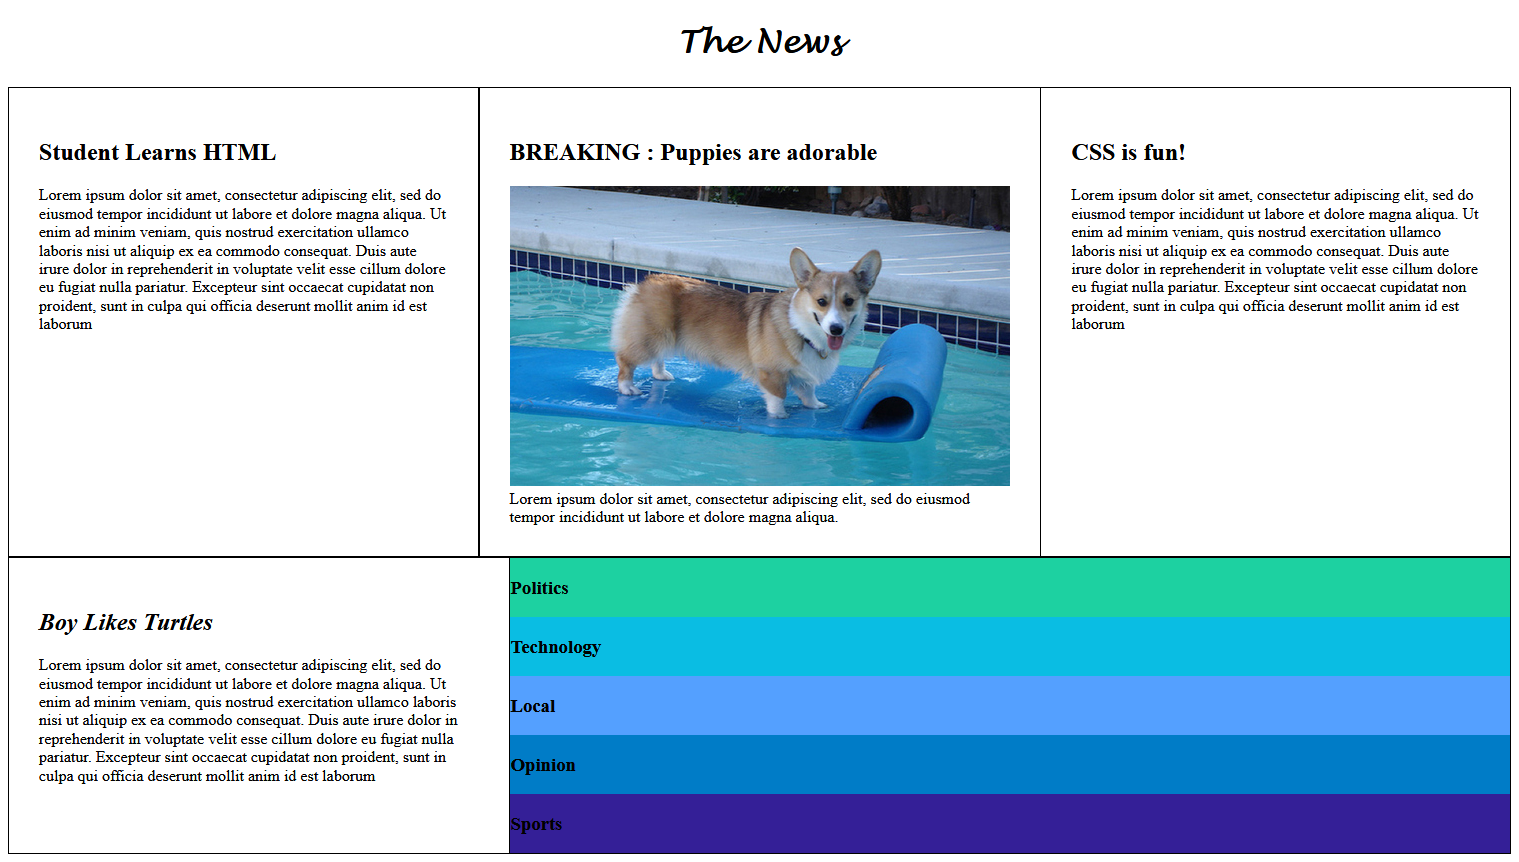 The News
Student Learns HTML
Lorem ipsum dolor sit amet, consectetur adipiscing elit, sed do
eiusmod tempor incididunt ut labore et dolore magna aliqua. Ut
enim ad minim veniam, quis nostrud exercitation ullamco
laboris nisi ut aliquip ex ea commodo consequat. Duis aute
irure dolor in reprehenderit in voluptate velit esse cillum dolore
eu fugiat nulla pariatur. Excepteur sint occaecat cupidatat non
proident, sunt in culpa qui officia deserunt mollit anim id est
laborum
BREAKING : Puppies are adorable
Lorem ipsum dolor sit amet, consectetur adipiscing elit, sed do eiusmod
tempor incididunt ut labore et dolore magna aliqua.
CSS is fun!
Lorem ipsum dolor sit amet, consectetur adipiscing elit, sed do
eiusmod tempor incididunt ut labore et dolore magna aliqua. Ut
enim ad minim veniam, quis nostrud exercitation ullamco
laboris nisi ut aliquip ex ea commodo consequat. Duis aute
irure dolor in reprehenderit in voluptate velit esse cillum dolore
eu fugiat nulla pariatur. Excepteur sint occaecat cupidatat non
proident, sunt in culpa qui officia deserunt mollit anim id est
laborum
Boy Likes Turtles
Lorem ipsum dolor sit amet, consectetur adipiscing elit, sed do
eiusmod tempor incididunt ut labore et dolore magna aliqua. Ut
enim ad minim veniam, quis nostrud exercitation ullamco laboris
nisi ut aliquip ex ea commodo consequat. Duis aute irure dolor in
reprehenderit in voluptate velit esse cillum dolore eu fugiat nulla
pariatur. Excepteur sint occaecat cupidatat non proident, sunt in
culpa qui officia deserunt mollit anim id est laborum
Politics
Technology
Local
Opinion
Sports